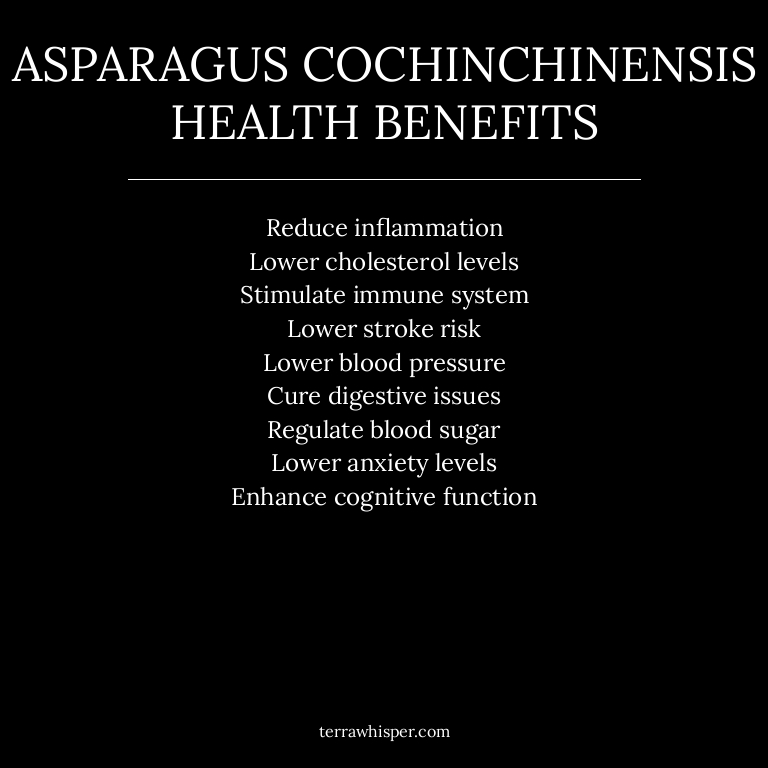 ASPARAGUS COCHINCHINENSIS
HEALTH BENEFITS
Reduce inflammation
Lower cholesterol levels
Stimulate immune system
Lower stroke risk
Lower blood pressure
Cure digestive issues
Regulate blood sugar
Lower anxiety levels
Enhance cognitive function
terrawhisper.com